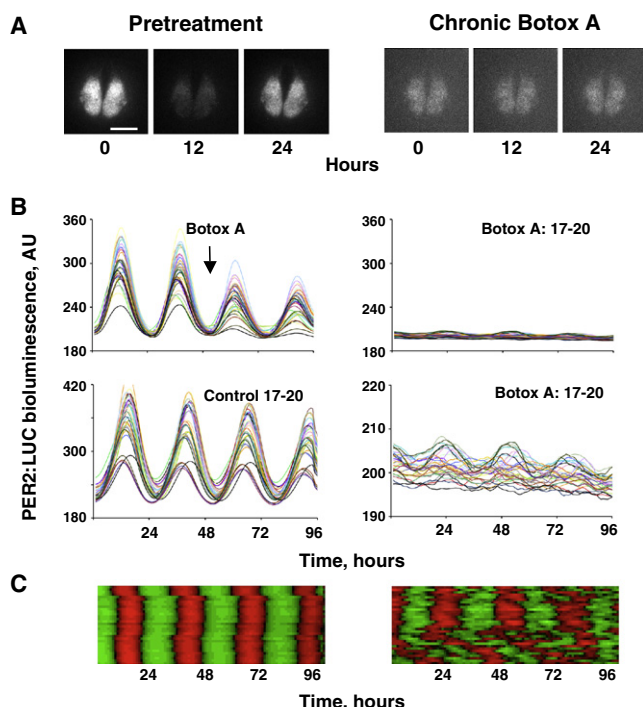 A
Pretreatment
Chronic Botox A
0 12 24 0 12 24
Hours
B
PER2:LUC bioluminescence, AU
360
300
240
180
Botox A
360
300
240
180
Botox A: 17-20
420
300
180
Control 17-20
24 48 72 96
220
210
200
190
Botox A: 17-20
24 48 72 96
Time, hours
C
24 48 72 96 24 48 72 96
Time, hours